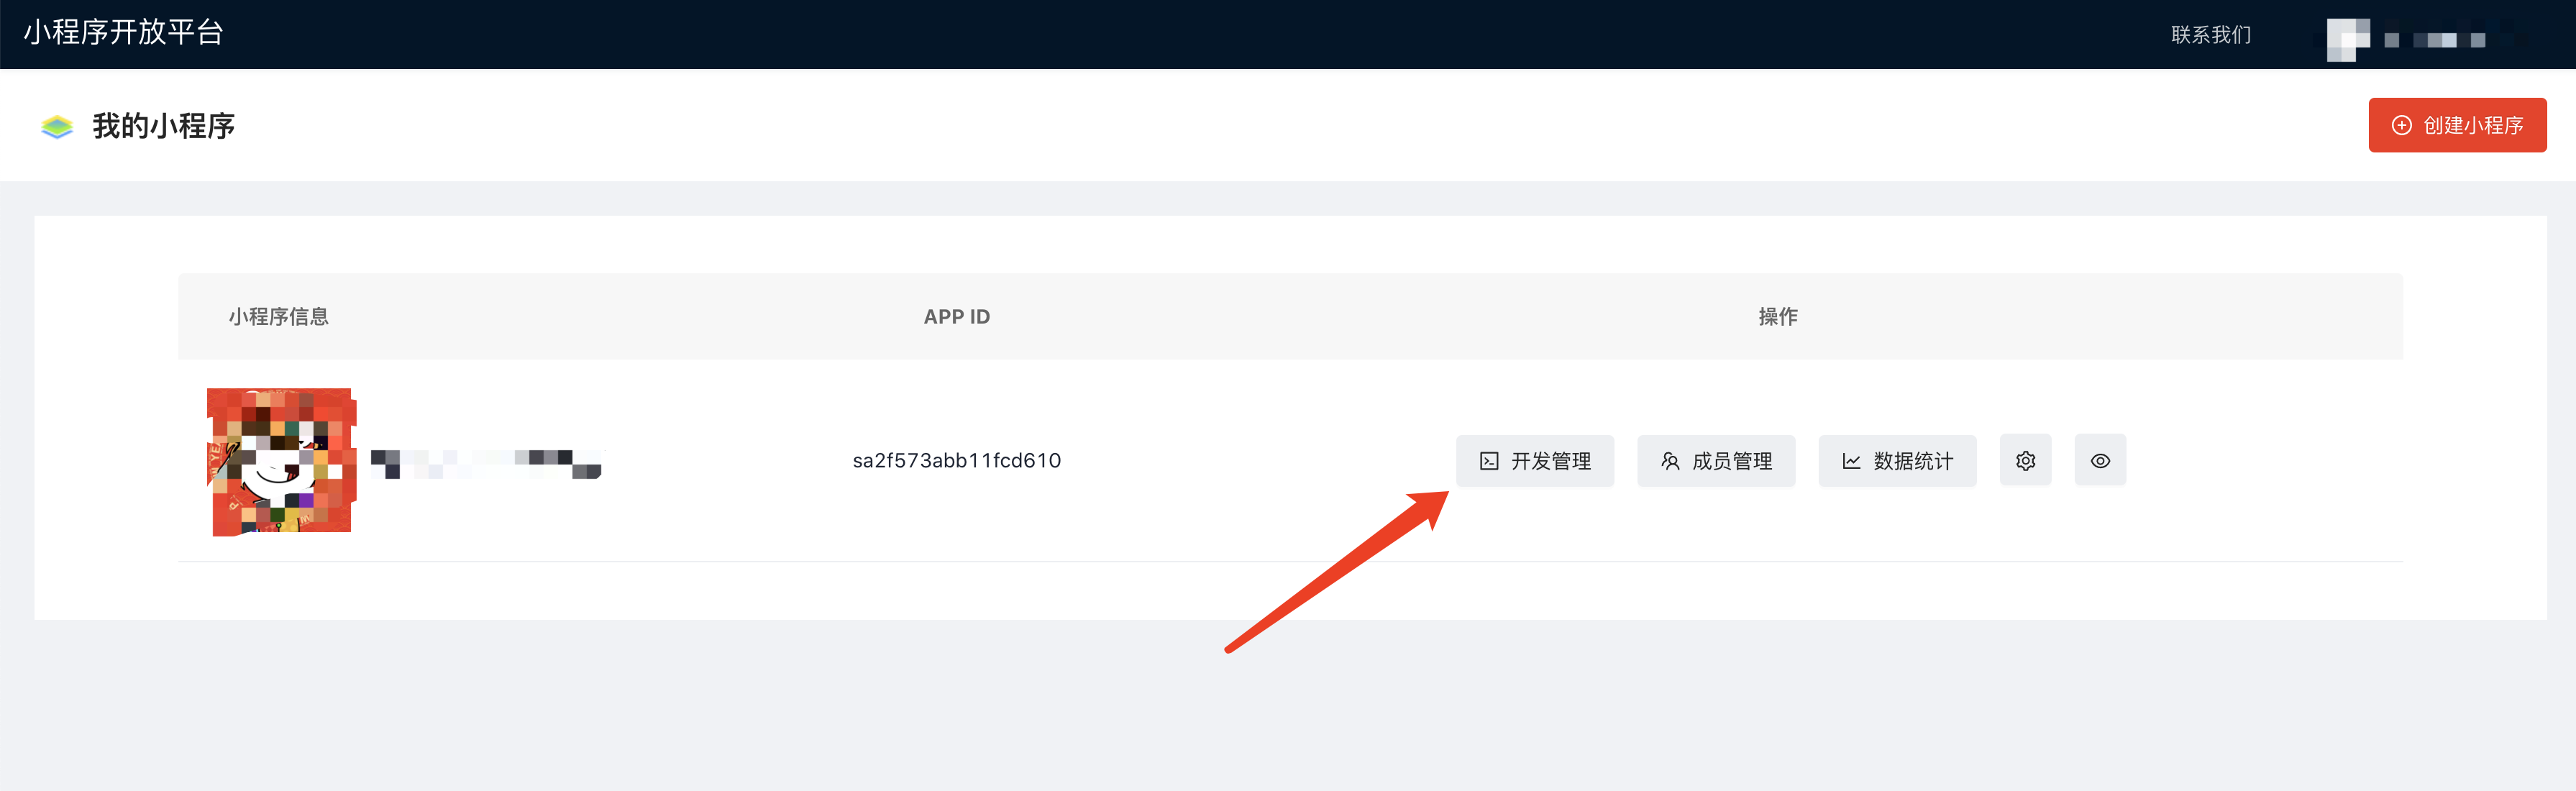 小程序开放平台
联系我们
我的小程序
创建小程序
小程序信息
APP ID
操作
sa2f573abb11fcd610
开发管理
成员管理
数据统计